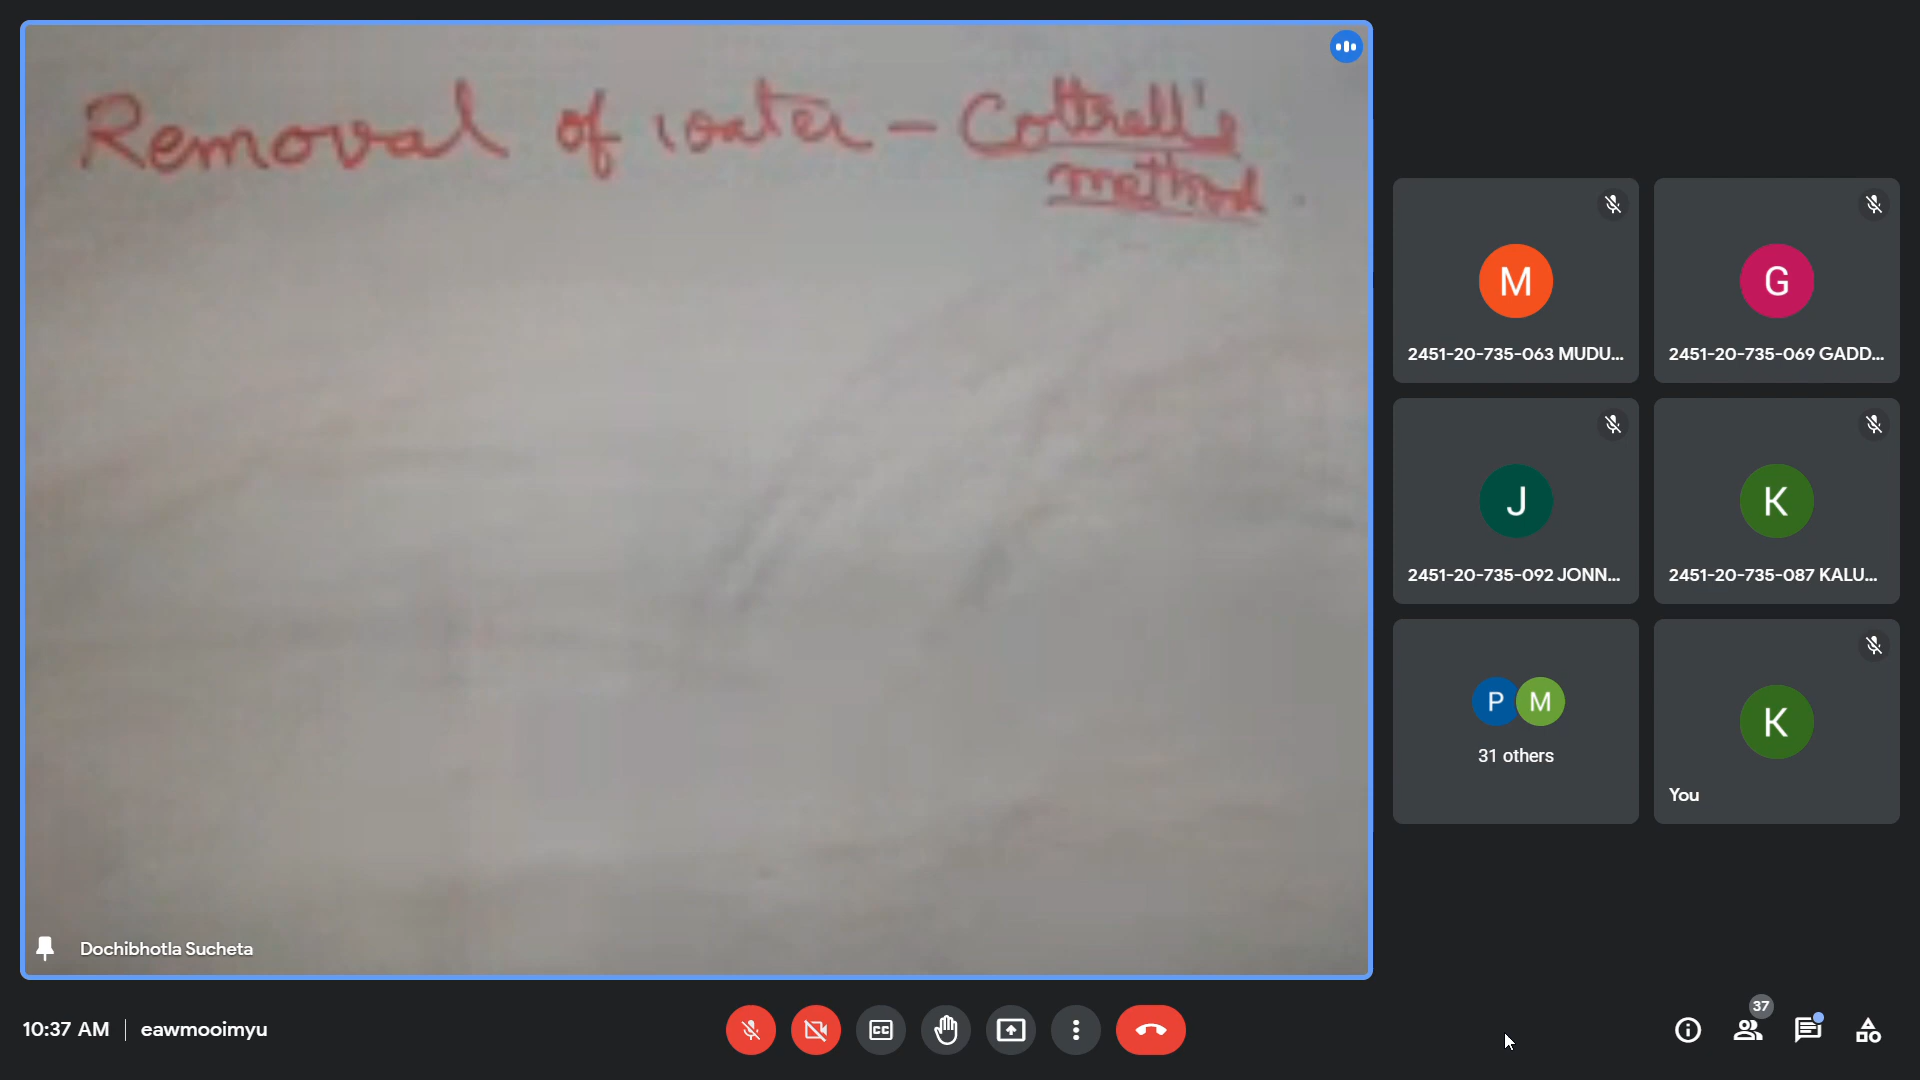 Removal of water - Cottrell's
method
2451-20-735-063 MUDU...
2451-20-735-069 GADD...
2451-20-735-092 JONN...
2451-20-735-087 KALU...
31 others
You
Dochibhotla Sucheta
10:37 AM | eawmooimyu
37
M
G
J
K
P M
K
CC